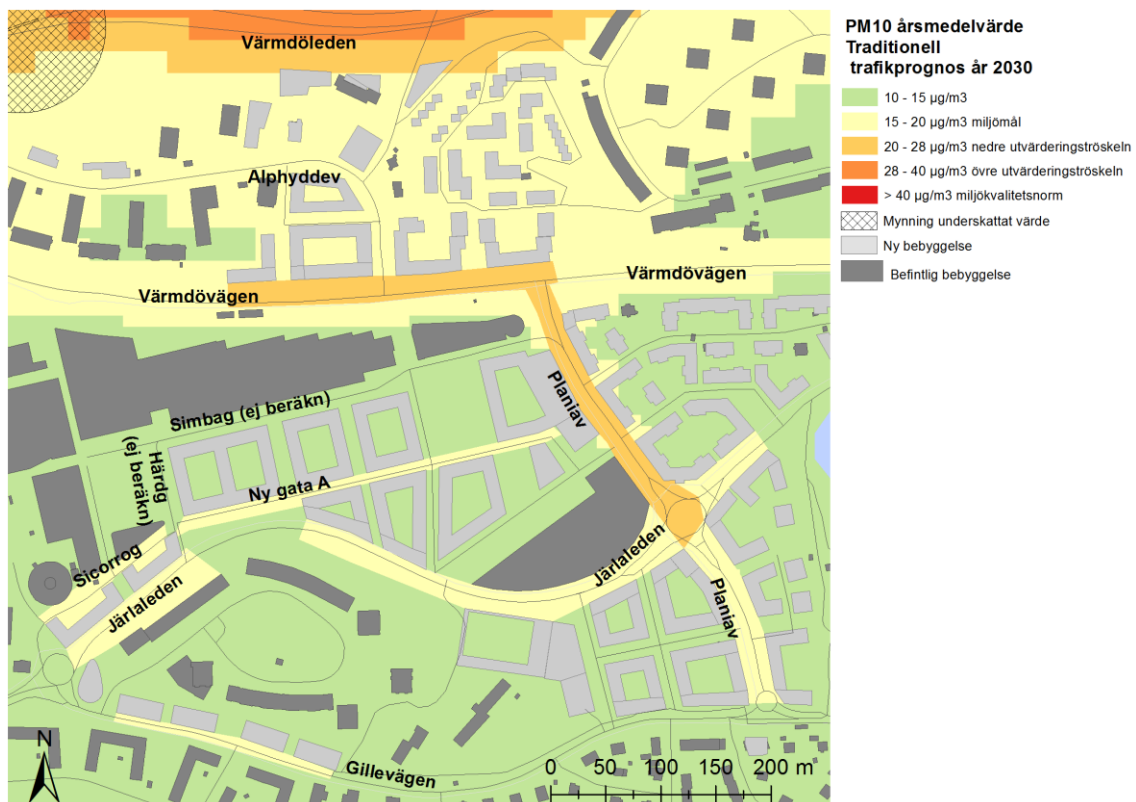 PM10 årsmedelvärde
Traditionell
trafikprognos år 2030
10 - 15 µg/m3
15 - 20 µg/m3 miljömål
20 - 28 µg/m3 nedre utvärderingströskeln
28 - 40 µg/m3 övre utvärderingströskeln
> 40 µg/m3 miljökvalitetsnorm
Mynning underskattat värde
Ny bebyggelse
Befintlig bebyggelse
Värmdöleden
Alphyddev
Värmdövägen
Värmdövägen
Planiav
Simbag (ej beräkn)
Härdg
(ej beräkn)
Ny gata A
Sicorrog
Järlaleden
Järlaleden
Planiav
Gillevägen
N
0 50 100 150 200 m